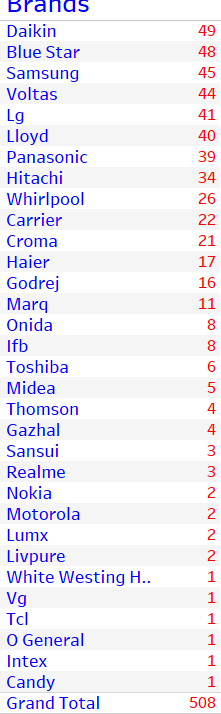 Brands
Daikin 49
Blue Star 48
Samsung 45
Voltas 44
Lg 41
Lloyd 40
Panasonic 39
Hitachi 34
Whirlpool 26
Carrier 22
Croma 21
Haier 17
Godrej 16
Marq 11
Onida 8
Ifb 8
Toshiba 6
Midea 5
Thomson 4
Gazhal 4
Sansui 3
Realme 3
Nokia 2
Motorola 2
Lumx 2
Livpure 2
White Westing H.. 1
Vg 1
Tcl 1
O General 1
Intex 1
Candy 1
Grand Total 508